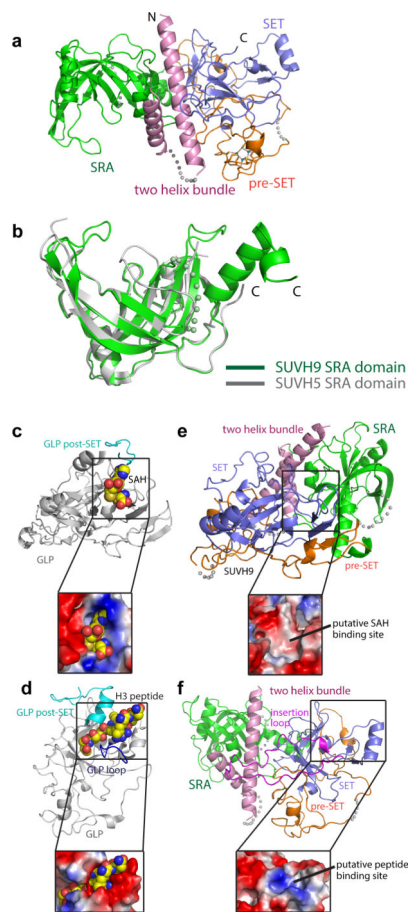 a
N
C
SET
SRA
two helix bundle
pre-SET
b
C
C
SUVH9 SRA domain
SUVH5 SRA domain
c
GLP post-SET
SAH
GLP
d
H3 peptide
GLP post-SET
GLP loop
GLP
e
two helix bundle
SRA
SET
SUVH9
pre-SET
putative SAH
binding site
f
two helix bundle
insertion
loop
SRA
SET
pre-SET
putative peptide
binding site